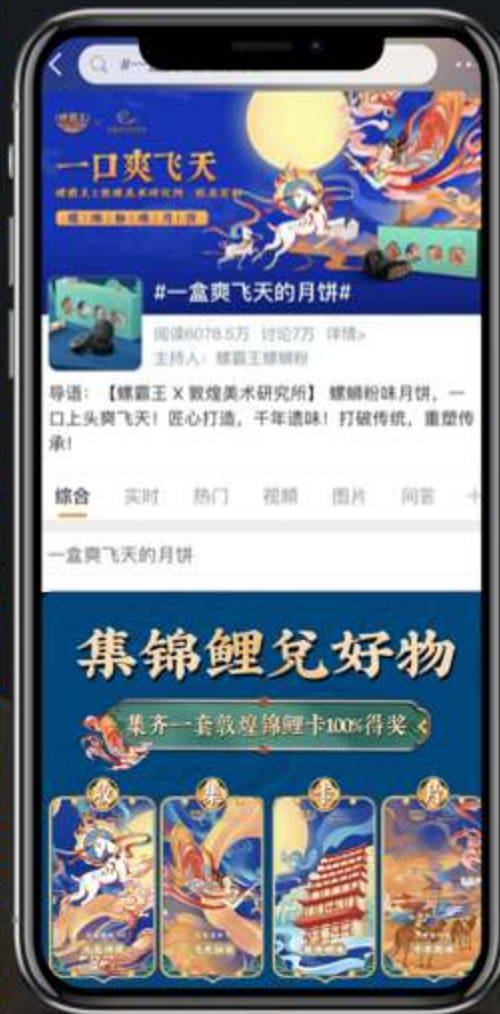 一口爽飞天
#一盒爽飞天的月饼#
阅读6078.5万 讨论7万 详情>
主持人：螺霸王螺蛳粉
导语：【螺霸王 X 敦煌美术研究所】 螺蛳粉味月饼，一
口上头爽飞天！匠心打造，千年遗味！打破传统，重塑传
承！
综合 实时 热门 视频 图片 问答
一盒爽飞天的月饼
集锦鲤兑好物
集齐一套敦煌锦鲤卡100%得奖
收 集 卡 片